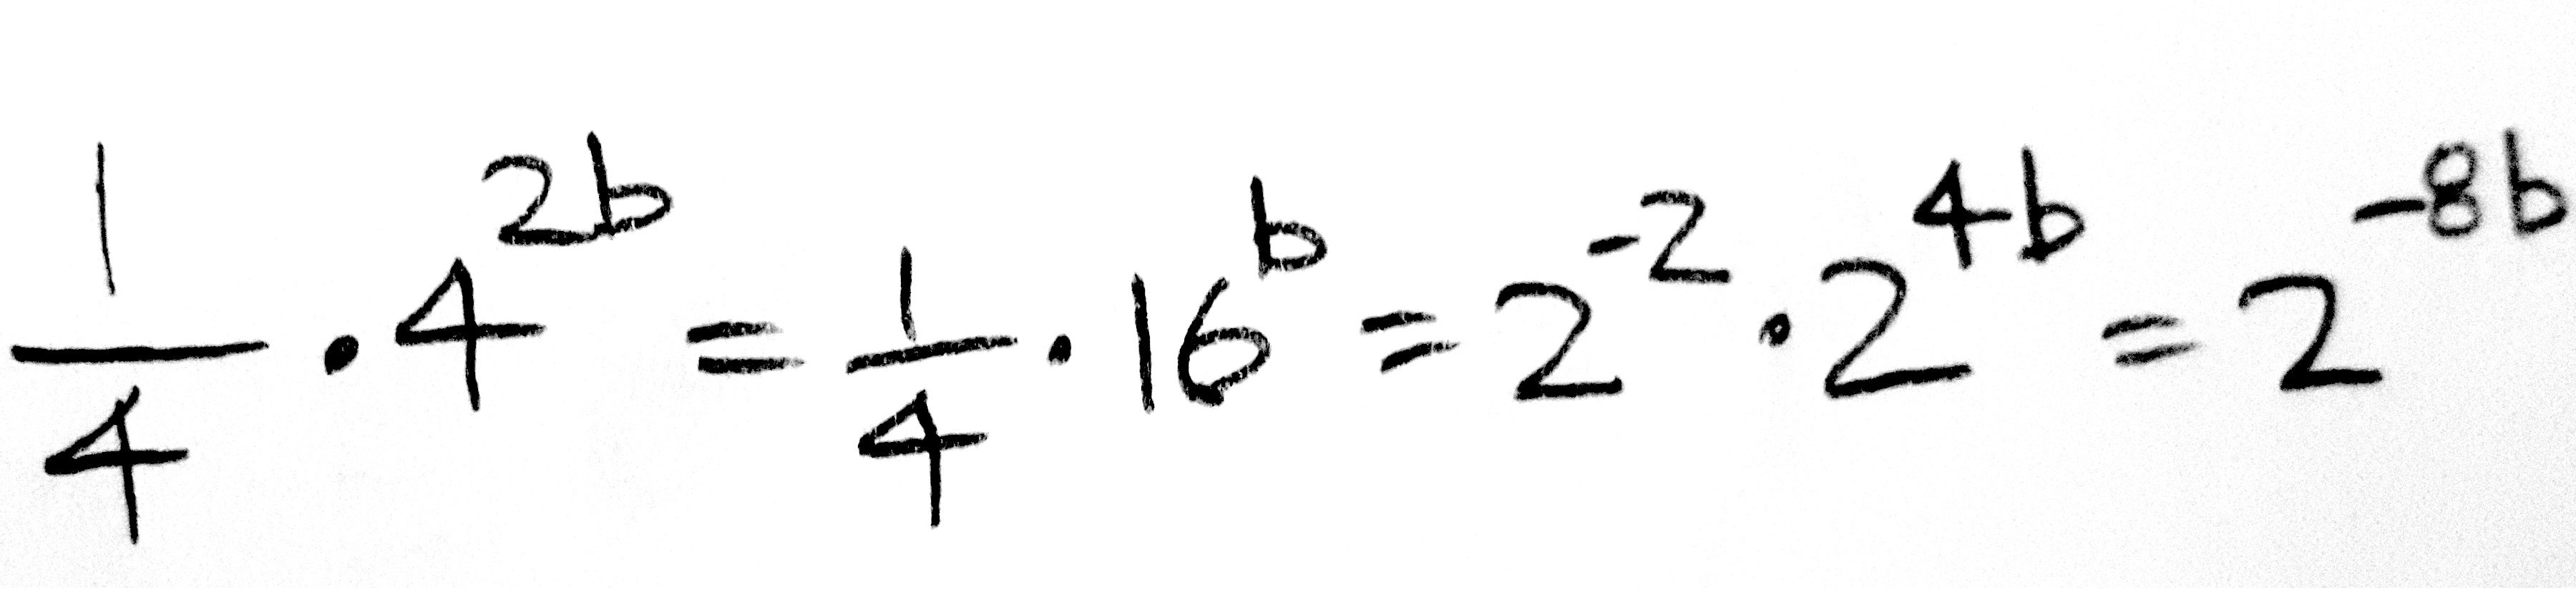 1/4 · 4^{2b} = 1/4 · 16^{b} = 2^{-2} · 2^{4b} = 2^{-8b}